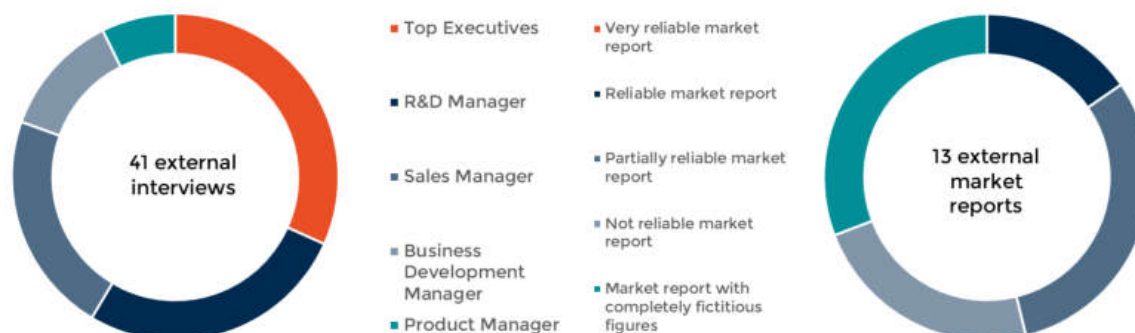 41 external
interviews
Top Executives
R&D Manager
Sales Manager
Business
Development
Manager
Product Manager
Very reliable market
report
Reliable market report
Partially reliable market
report
Not reliable market
report
Market report with
completely fictitious
figures
13 external
market
reports